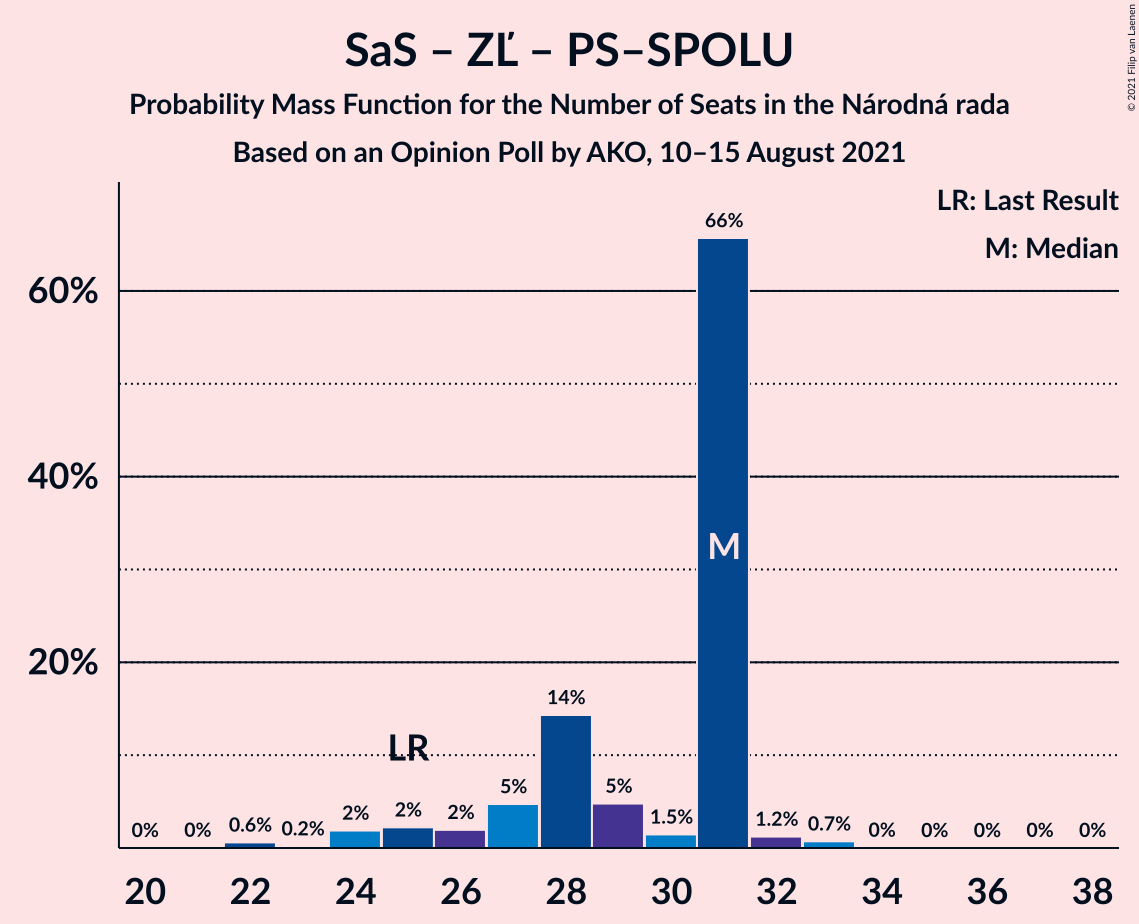 SaS – ZĽ – PS–SPOLU
Probability Mass Function for the Number of Seats in the Národná rada
Based on an Opinion Poll by AKO, 10–15 August 2021
© 2021 Filip van Laenen
LR: Last Result
M: Median
60%
40%
20%
0% 0% 0.6% 0.2% 2% 2% 2% 5% 14% 5% 1.5% 66% 1.2% 0.7% 0% 0% 0% 0% 0%
LR
M
20 22 24 26 28 30 32 34 36 38